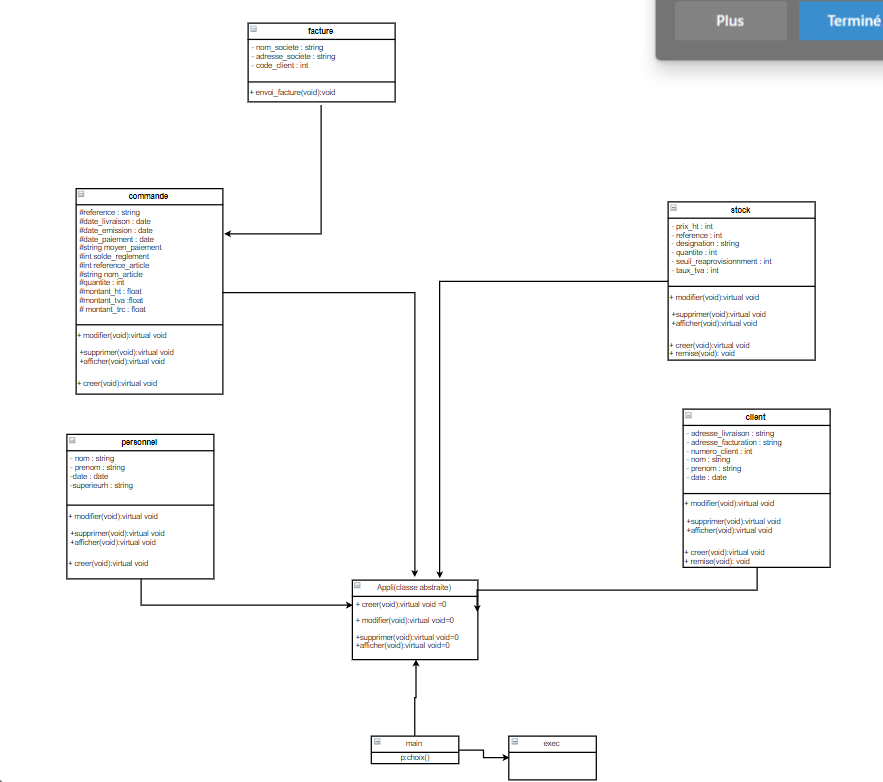 Plus
Terminé
facture
- nom_societe : string
- adresse_societe : string
- code_client : int
+ envoi_facture(void):void
commande
#reference : string
#date_livraison : date
#date_emission : date
#date_paiement : date
#string moyen_paiement
#int solde_reglement
#int reference_article
#string nom_article
#quantite : int
#montant_ht : float
#montant_tva :float
# montant_trc : float
+ modifier(void):virtual void
+supprimer(void):virtual void
+afficher(void):virtual void
+ creer(void):virtual void
stock
- prix_ht : int
- reference : int
- designation : string
- quantite : int
- seuil_reaprovisionnment : int
- taux_tva : int
+ modifier(void):virtual void
+supprimer(void):virtual void
+afficher(void):virtual void
+ creer(void):virtual void
+ remise(void): void
personnel
- nom : string
- prenom : string
-date : date
-superieurh : string
+ modifier(void):virtual void
+supprimer(void):virtual void
+afficher(void):virtual void
+ creer(void):virtual void
client
- adresse_livraison : string
- adresse_facturation : string
- numero_client : int
- nom : string
- prenom : string
- date : date
+ modifier(void):virtual void
+supprimer(void):virtual void
+afficher(void):virtual void
+ creer(void):virtual void
+ remise(void): void
Appli(classe abstraite)
+ creer(void):virtual void =0
+ modifier(void):virtual void=0
+supprimer(void):virtual void=0
+afficher(void):virtual void=0
main
p:choix()
exec